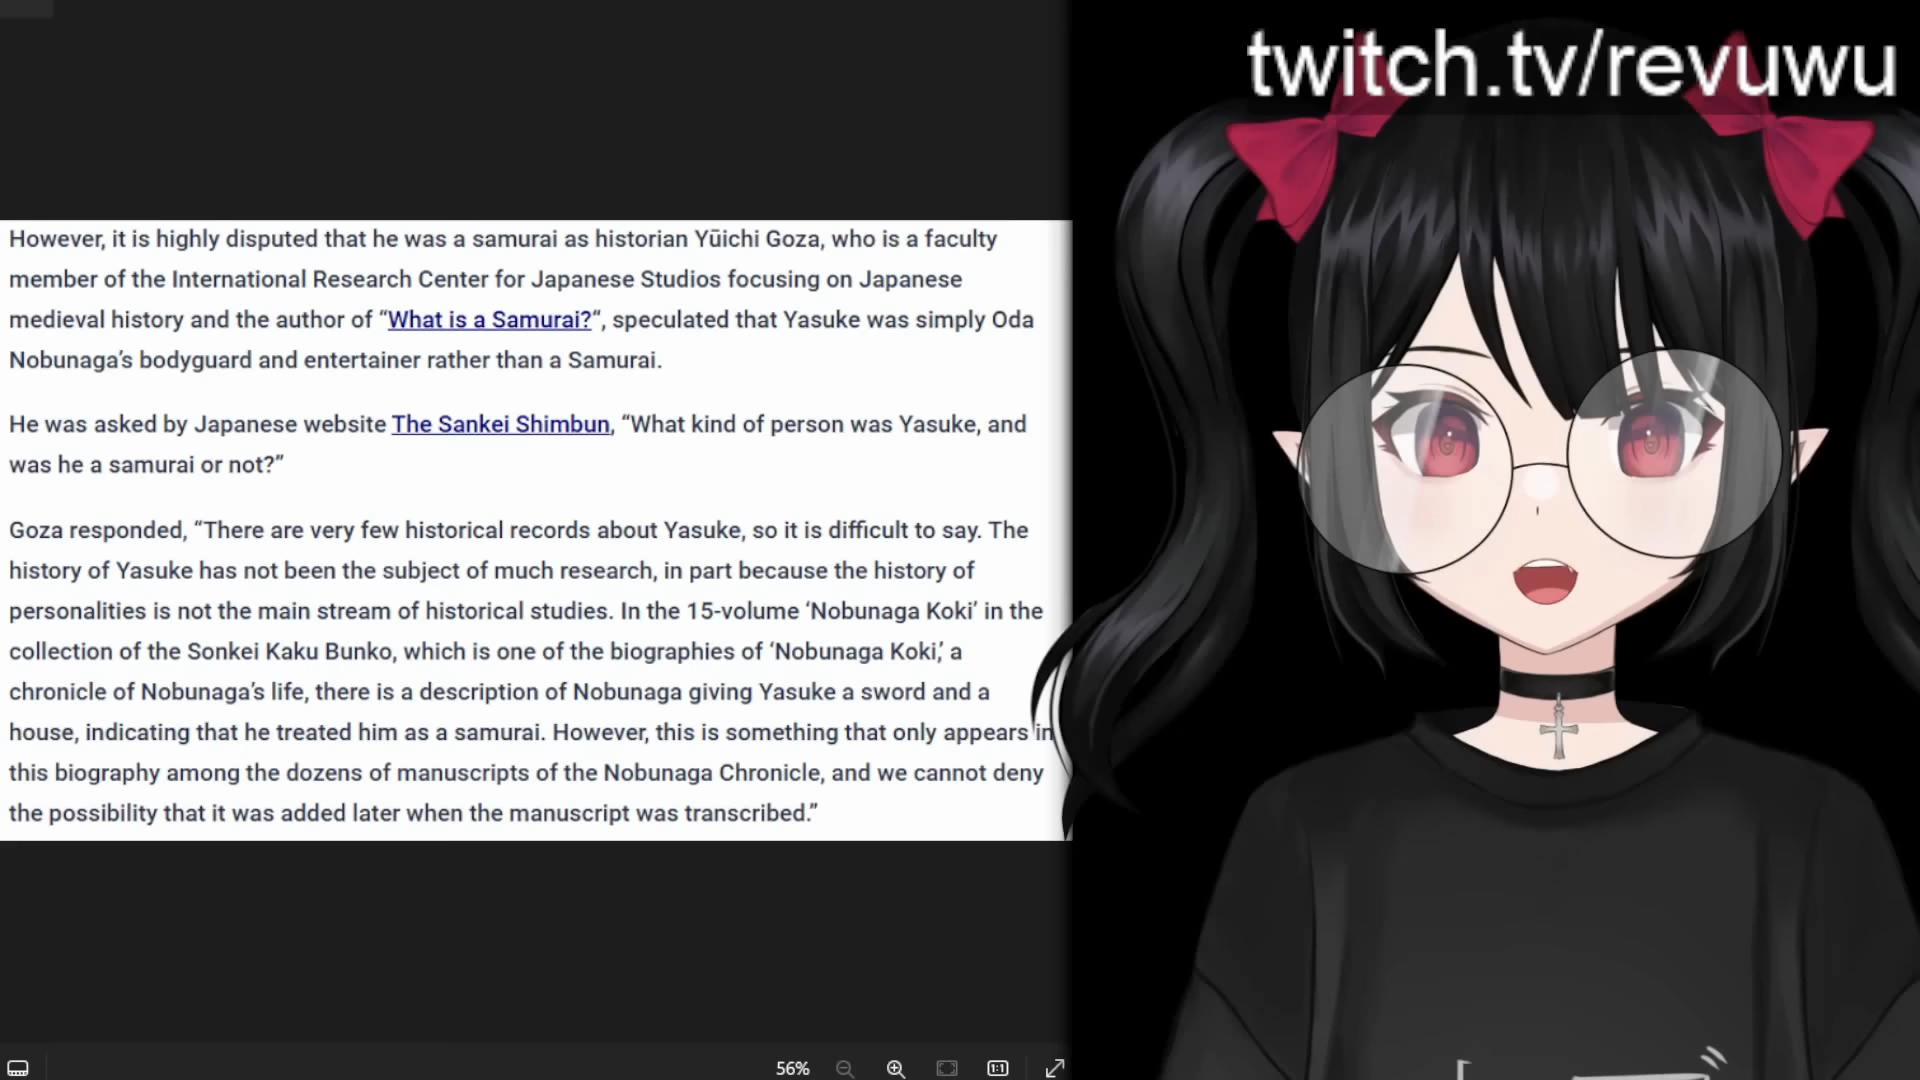 twitch.tv/revuwu
However, it is highly disputed that he was a samurai as historian Yūichi Goza, who is a faculty
member of the International Research Center for Japanese Studios focusing on Japanese
medieval history and the author of “What is a Samurai?“, speculated that Yasuke was simply Oda
Nobunaga’s bodyguard and entertainer rather than a Samurai.
He was asked by Japanese website The Sankei Shimbun, “What kind of person was Yasuke, and
was he a samurai or not?”
Goza responded, “There are very few historical records about Yasuke, so it is difficult to say. The
history of Yasuke has not been the subject of much research, in part because the history of
personalities is not the main stream of historical studies. In the 15-volume ‘Nobunaga Koki’ in the
collection of the Sonkei Kaku Bunko, which is one of the biographies of ‘Nobunaga Koki,’ a
chronicle of Nobunaga’s life, there is a description of Nobunaga giving Yasuke a sword and a
house, indicating that he treated him as a samurai. However, this is something that only appears in
this biography among the dozens of manuscripts of the Nobunaga Chronicle, and we cannot deny
the possibility that it was added later when the manuscript was transcribed.”
56%
1:1